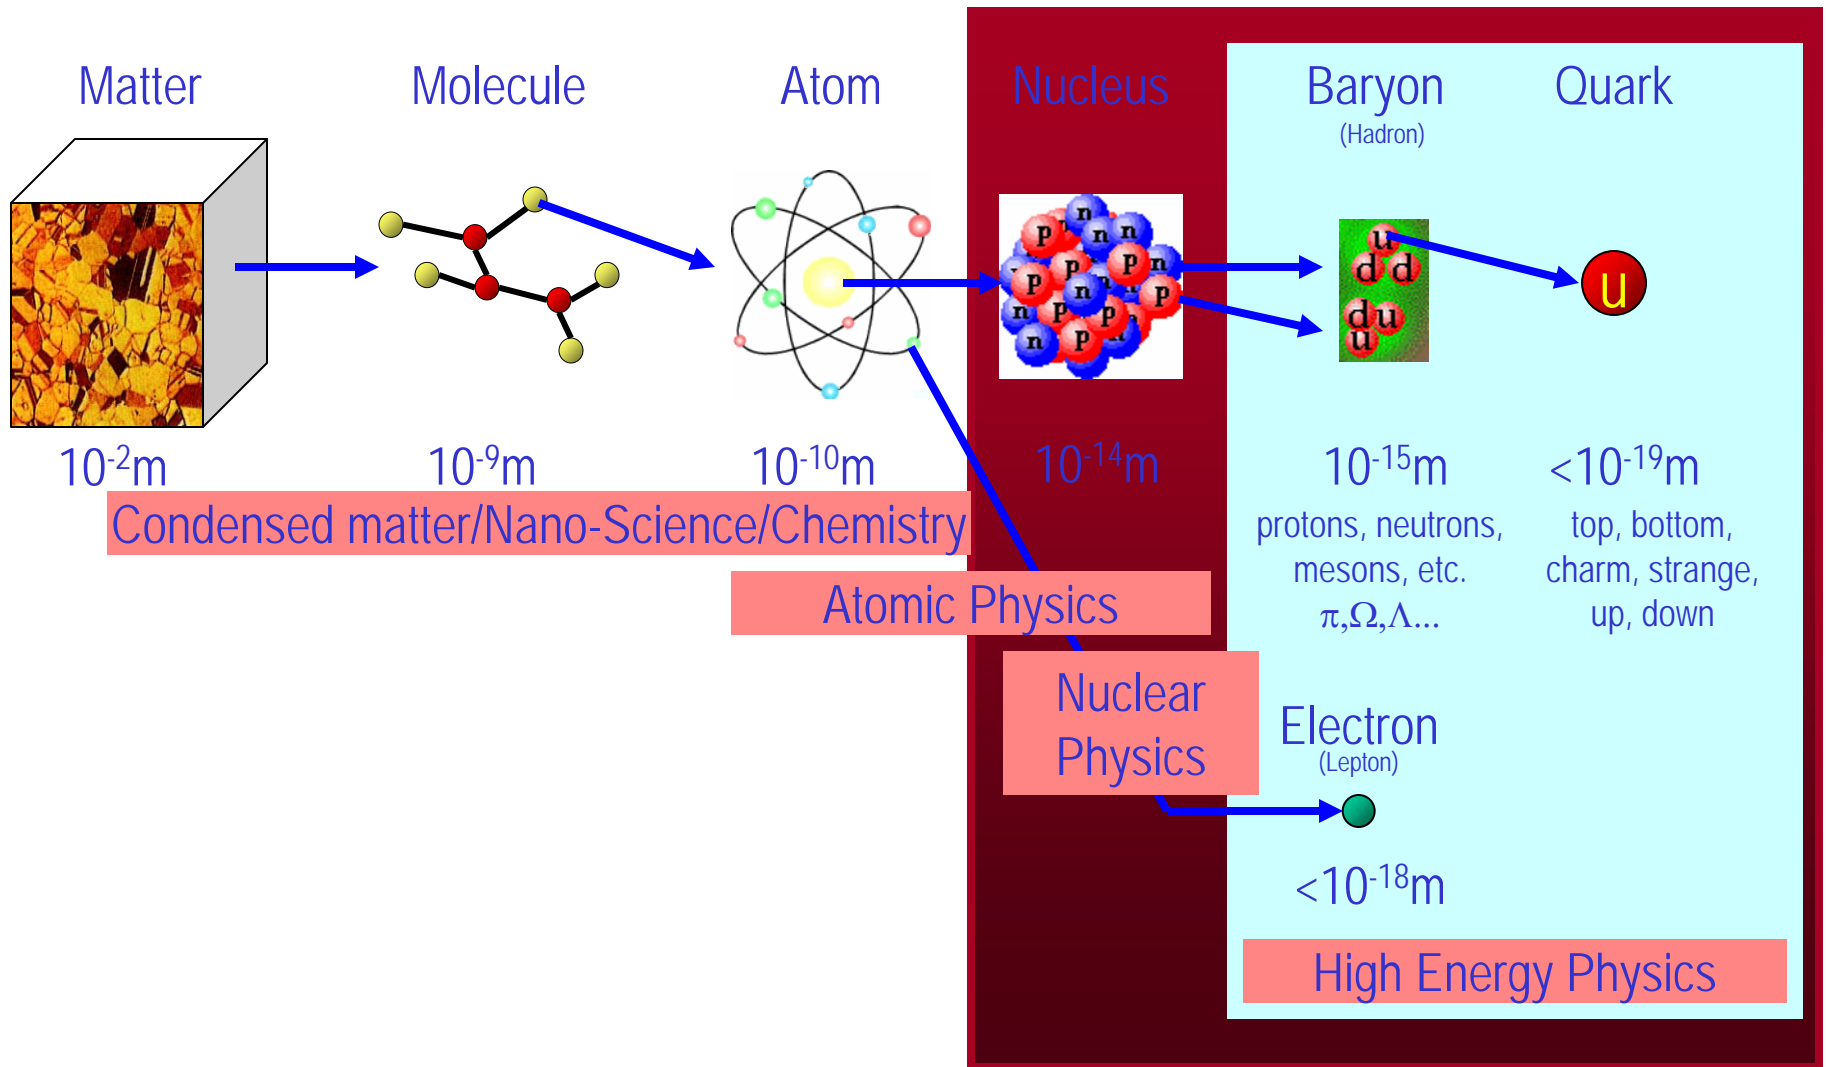 Matter
Molecule
Atom
Nucleus
Baryon
(Hadron)
Quark
n
p
p
n
n
p
p
n
n
p
n
p
n
p
p
n
p
n
u
d d
d u
u
u
10⁻²m
10⁻⁹m
10⁻¹⁰m
10⁻¹⁴m
10⁻¹⁵m
<10⁻¹⁹m
Condensed matter/Nano-Science/Chemistry
protons, neutrons,
mesons, etc.
π,Ω,Λ...
top, bottom,
charm, strange,
up, down
Atomic Physics
Nuclear
Physics
Electron
(Lepton)
<10⁻¹⁸m
High Energy Physics